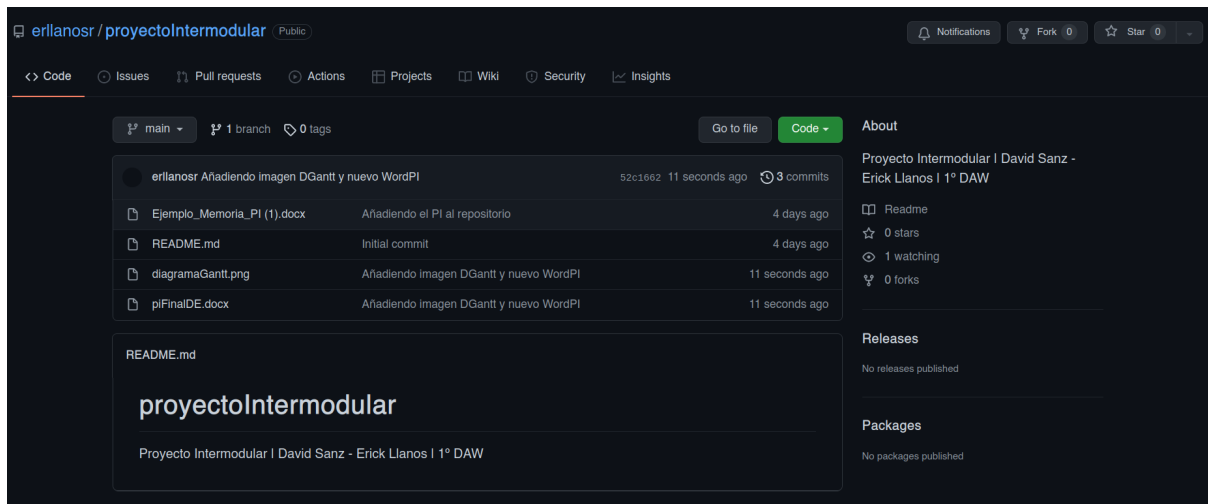 erllanosr / proyectoIntermodular Public
Notifications Fork 0 Star 0
Code Issues Pull requests Actions Projects Wiki Security Insights
main 1 branch 0 tags Go to file Code
erllanosr Añadiendo imagen DGantt y nuevo WordPI 52c1662 11 seconds ago 3 commits
Ejemplo_Memoria_PI (1).docx Añadiendo el PI al repositorio 4 days ago
README.md Initial commit 4 days ago
diagramaGantt.png Añadiendo imagen DGantt y nuevo WordPI 11 seconds ago
piFinalDE.docx Añadiendo imagen DGantt y nuevo WordPI 11 seconds ago
README.md
proyectoIntermodular
Proyecto Intermodular I David Sanz - Erick Llanos I 1º DAW
About
Proyecto Intermodular I David Sanz -
Erick Llanos I 1º DAW
Readme
0 stars
1 watching
0 forks
Releases
No releases published
Packages
No packages published